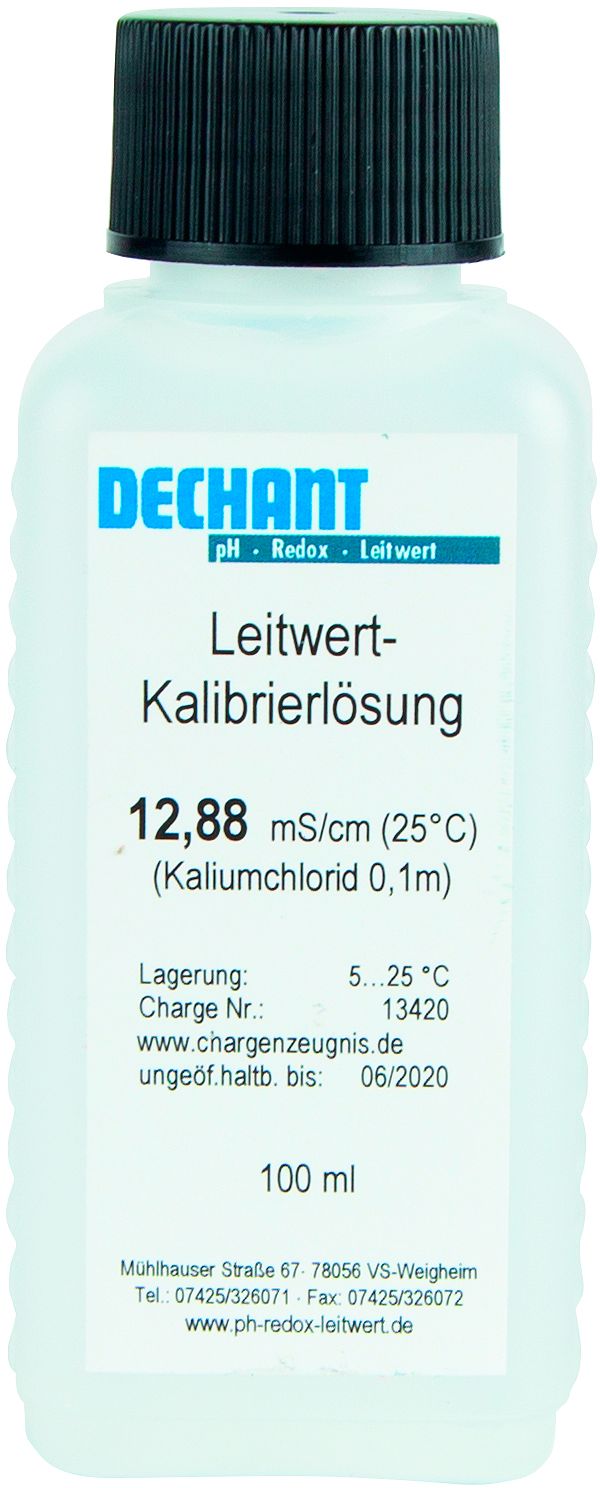 DECHANT
pH · Redox · Leitwert
Leitwert-
Kalibrierlösung
12,88 mS/cm (25°C)
(Kaliumchlorid 0,1m)
Lagerung: 5...25 °C
Charge Nr.: 13420
www.chargenzeugnis.de
ungeöf.haltb. bis: 06/2020
100 ml
Mühlhauser Straße 67· 78056 VS-Weigheim
Tel.: 07425/326071 · Fax: 07425/326072
www.ph-redox-leitwert.de